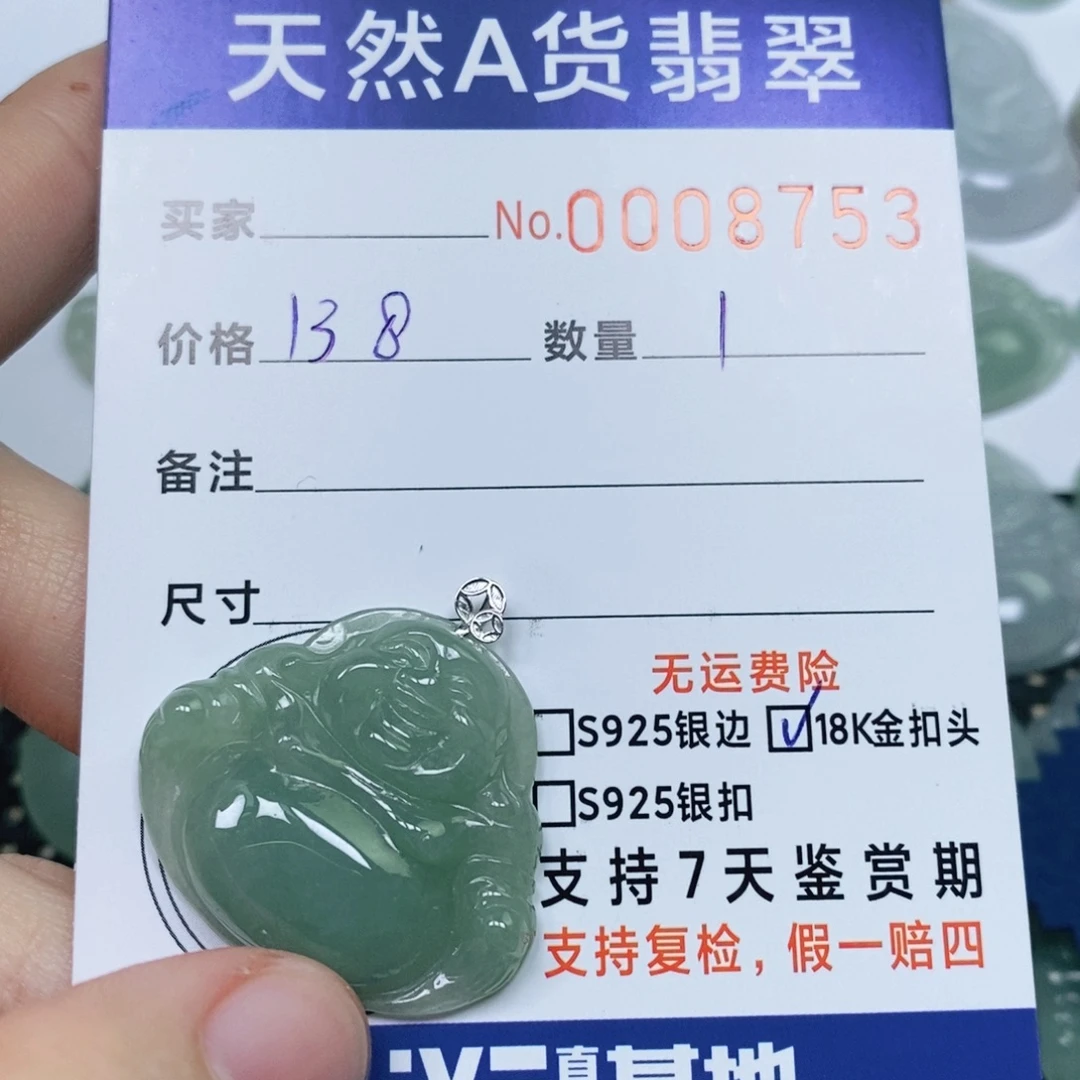 天然A货翡翠
买家 No.0008753
价格 138 数量 1
备注
尺寸
无运费险
S925银边 ✓18K金扣头
S925银扣
支持7天鉴赏期
支持复检,假一赔四
基地